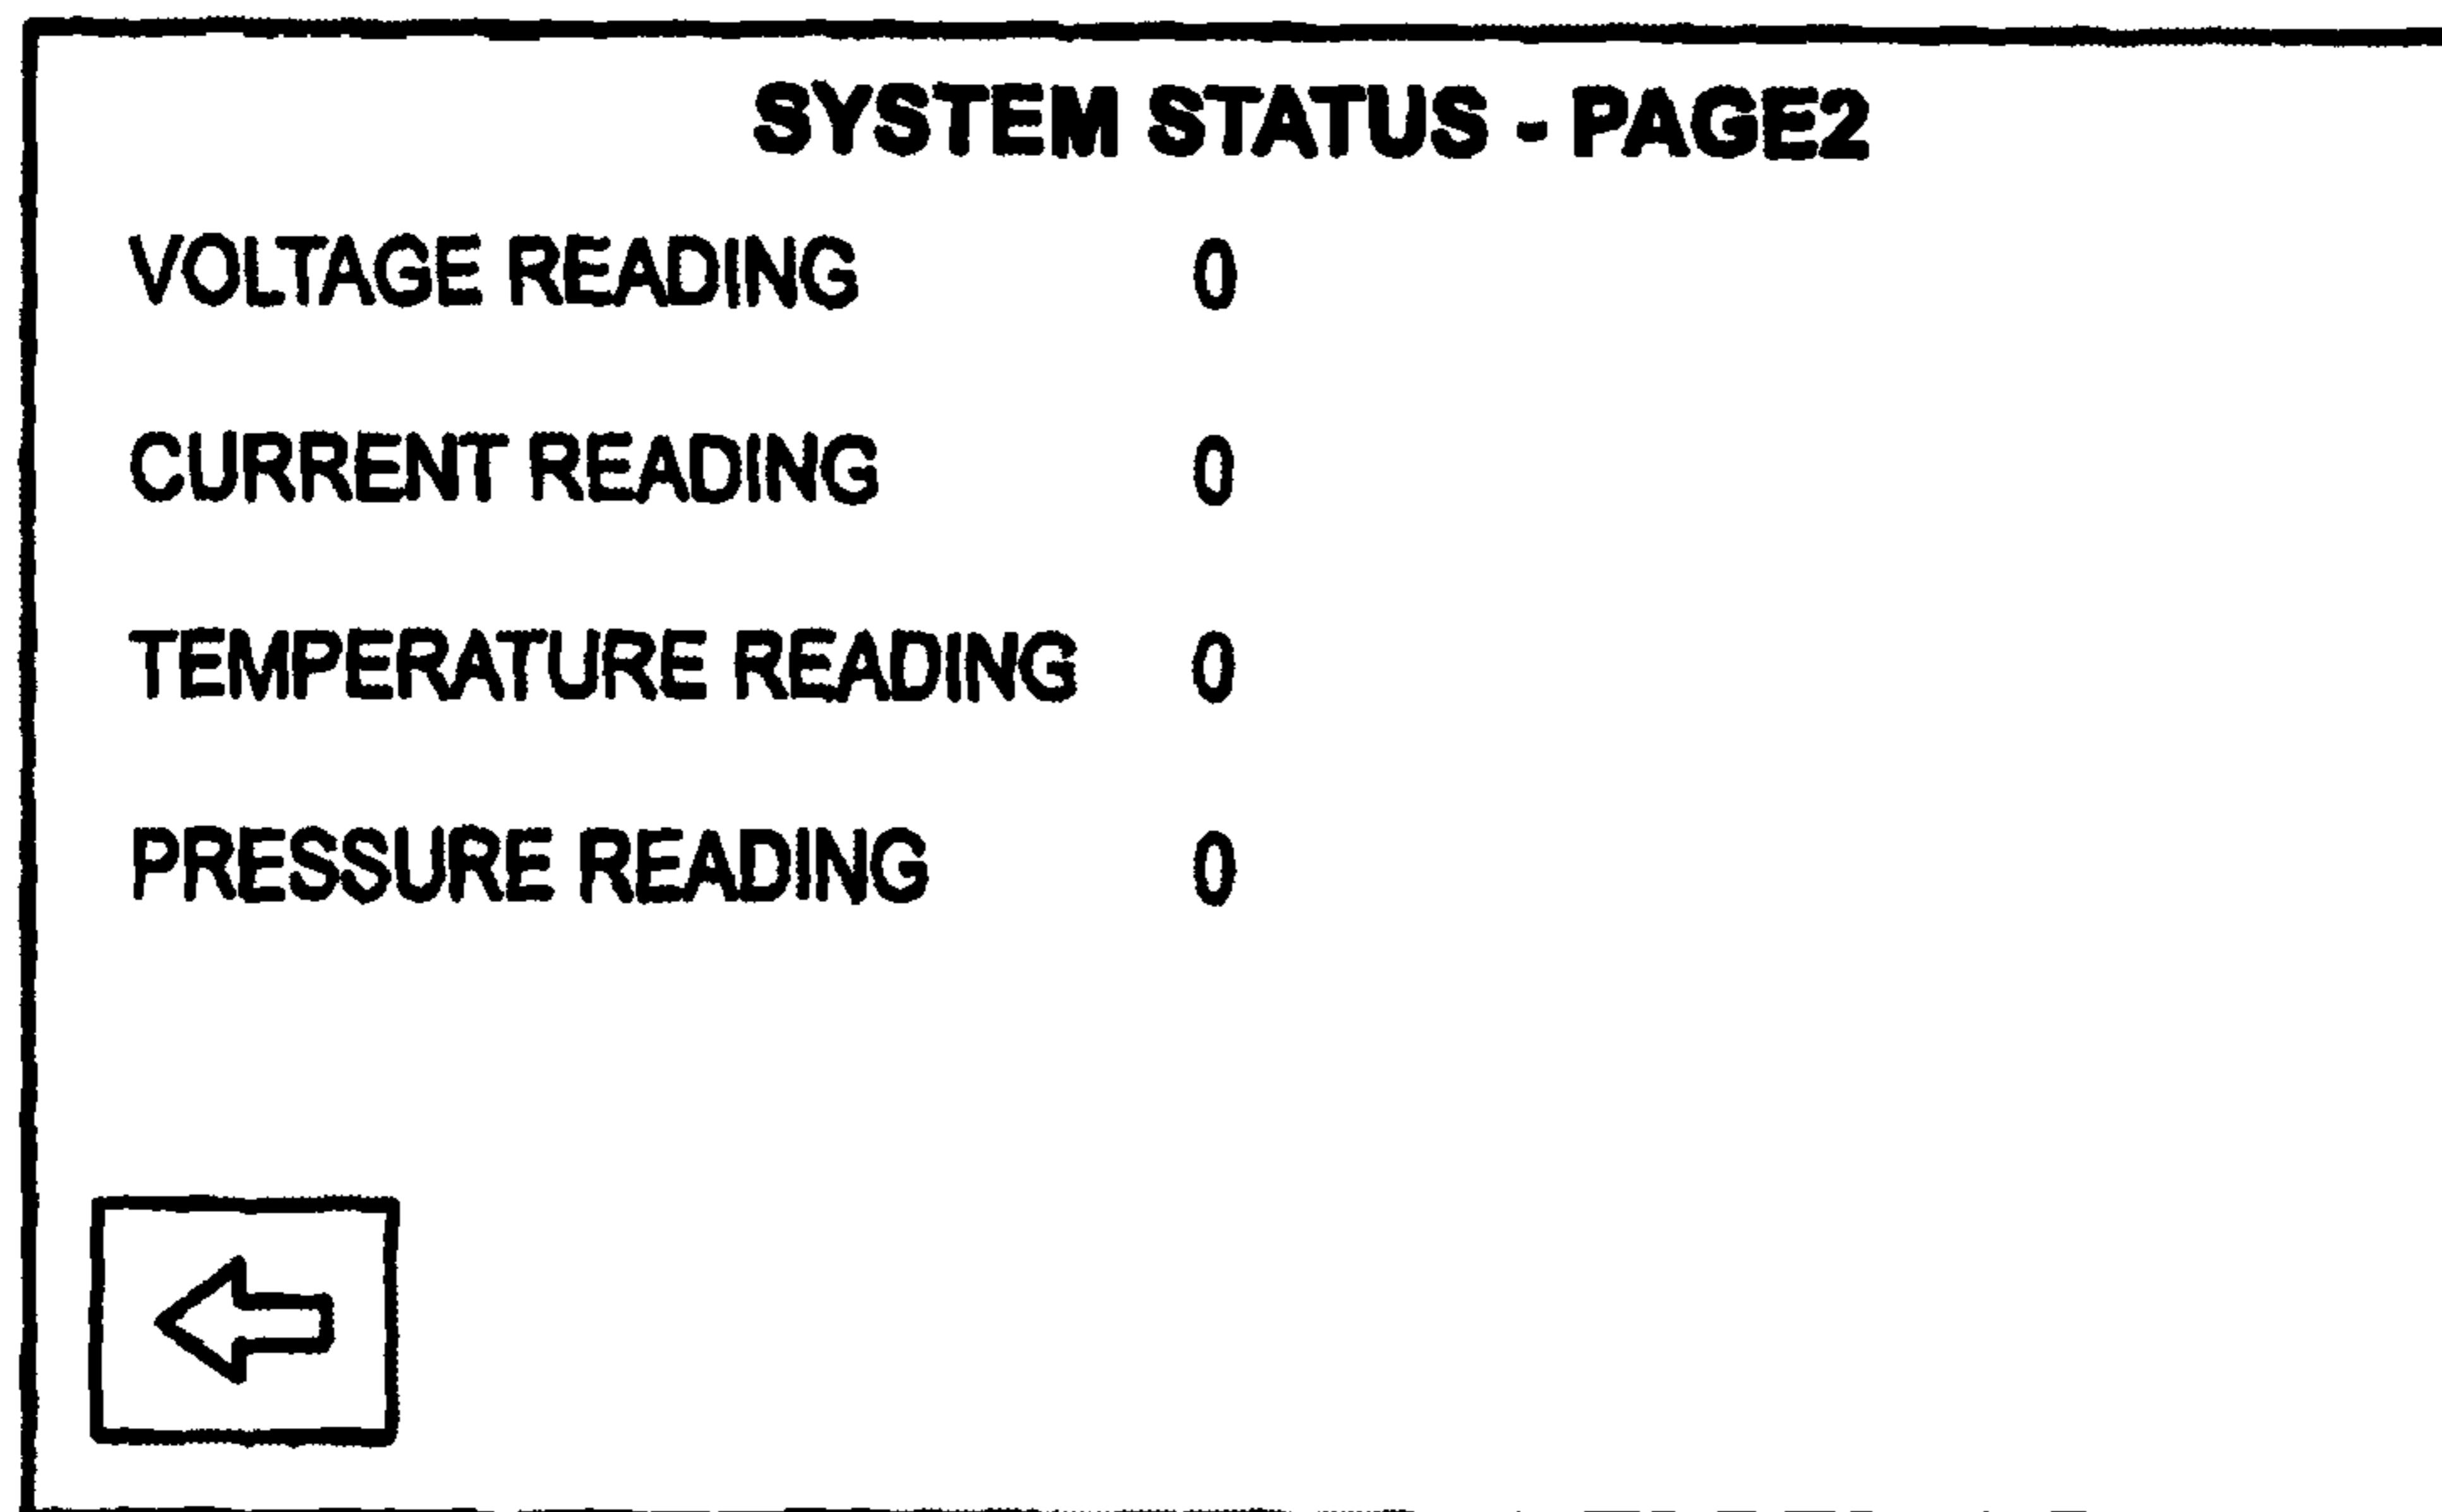 SYSTEM STATUS - PAGE2
VOLTAGE READING 0
CURRENT READING 0
TEMPERATURE READING 0
PRESSURE READING 0